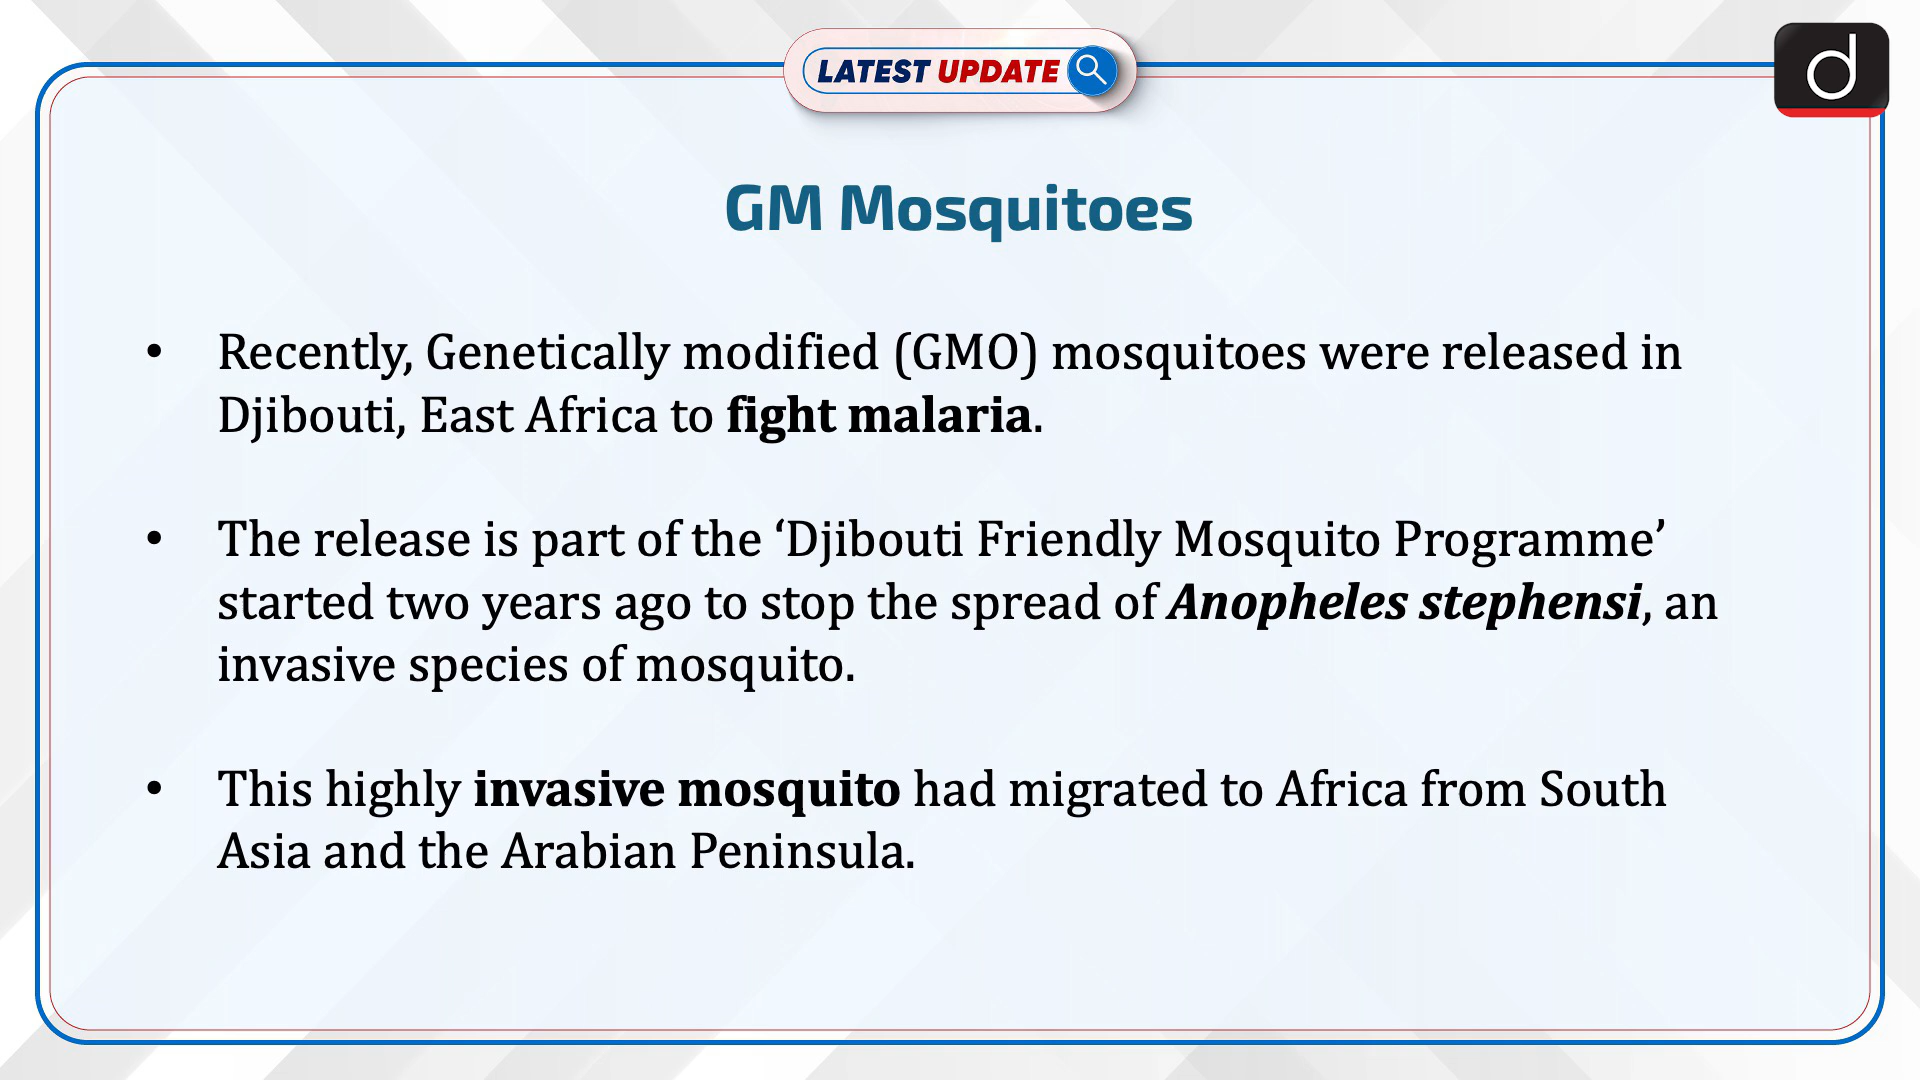 LATEST UPDATE
d
GM Mosquitoes
• Recently, Genetically modified (GMO) mosquitoes were released in
Djibouti, East Africa to fight malaria.
• The release is part of the ‘Djibouti Friendly Mosquito Programme’
started two years ago to stop the spread of Anopheles stephensi, an
invasive species of mosquito.
• This highly invasive mosquito had migrated to Africa from South
Asia and the Arabian Peninsula.